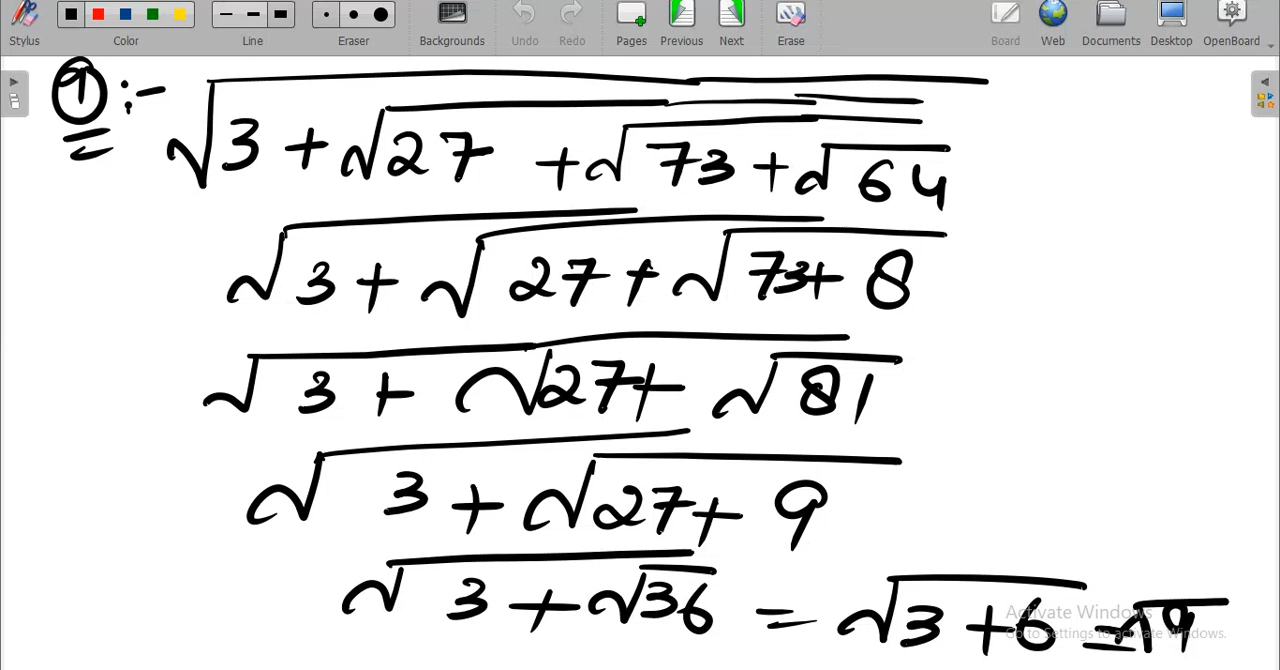 Stylus Color Line Eraser Backgrounds Undo Redo Pages Previous Next Erase Board Web Documents Desktop OpenBoard
9 :- √3 + √27 + √73 + √64
√3 + √27 + √73 + 8
√3 + √27 + √81
√3 + √27 + 9
√3 + √36 = √3 + 6 = √9
Activate Windows
Go to Settings to activate Windows.